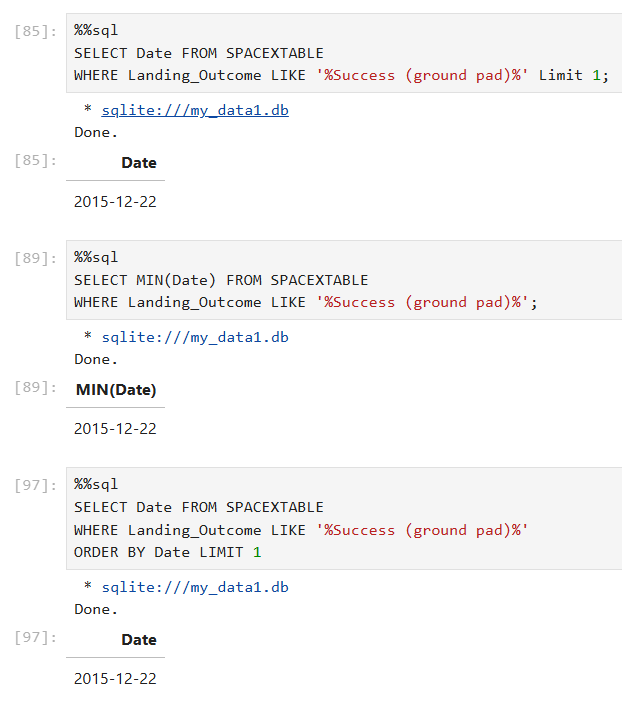 [85]: %%sql
SELECT Date FROM SPACEXTABLE
WHERE Landing_Outcome LIKE '%Success (ground pad)%' Limit 1;
* sqlite:///my_data1.db
Done.
[85]: Date
2015-12-22
[89]: %%sql
SELECT MIN(Date) FROM SPACEXTABLE
WHERE Landing_Outcome LIKE '%Success (ground pad)%';
* sqlite:///my_data1.db
Done.
[89]: MIN(Date)
2015-12-22
[97]: %%sql
SELECT Date FROM SPACEXTABLE
WHERE Landing_Outcome LIKE '%Success (ground pad)%'
ORDER BY Date LIMIT 1
* sqlite:///my_data1.db
Done.
[97]: Date
2015-12-22